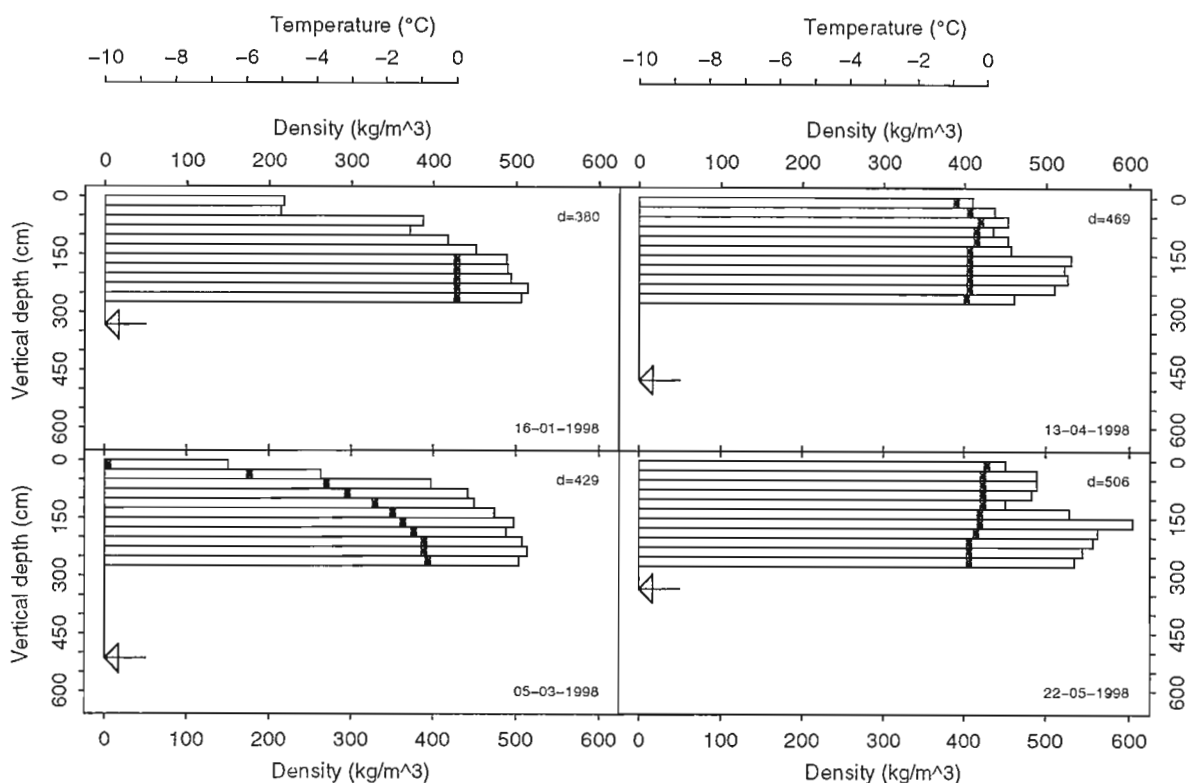 Temperature (°C)
−10 −8 −6 −4 −2 0
Temperature (°C)
−10 −8 −6 −4 −2 0
Density (kg/m^3)
0 100 200 300 400 500 600
Density (kg/m^3)
0 100 200 300 400 500 600
Vertical depth (cm)
0 150 300 450 600
d=380
16−01−1998
d=469
13−04−1998
0 150 300 450 600
Vertical depth (cm)
0 150 300 450 600
d=429
05−03−1998
d=506
22−05−1998
0 150 300 450 600
0 100 200 300 400 500 600
Density (kg/m^3)
0 100 200 300 400 500 600
Density (kg/m^3)